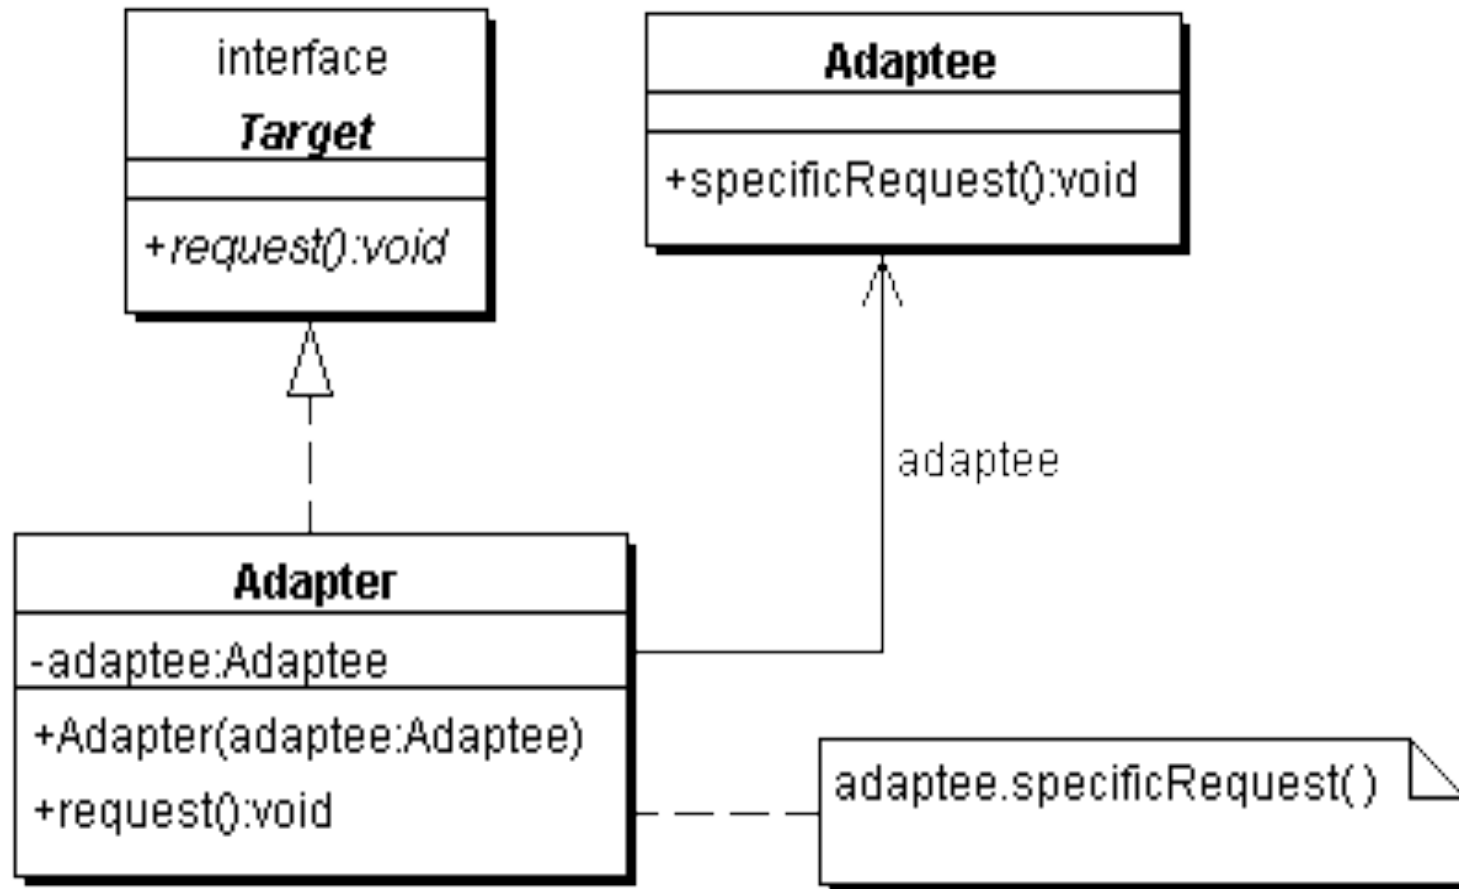 interface
Target
+request():void
Adaptee
+specificRequest():void
adaptee
Adapter
-adaptee:Adaptee
+Adapter(adaptee:Adaptee)
+request():void
adaptee.specificRequest( )